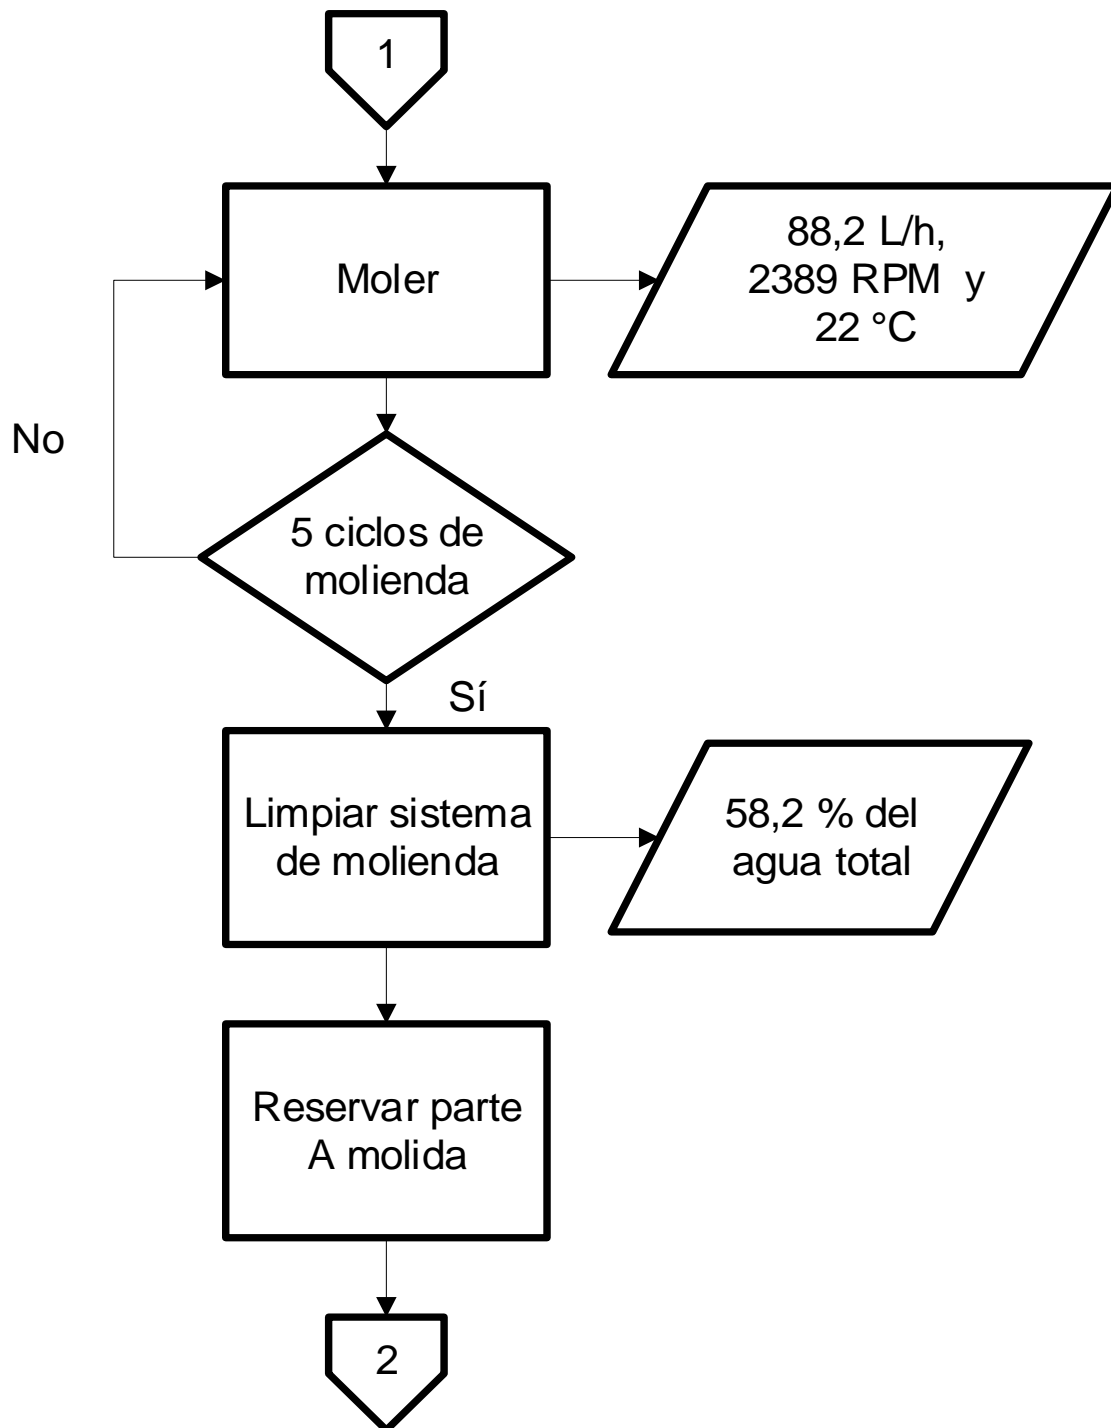 1
Moler
88,2 L/h,
2389 RPM y
22 °C
No
5 ciclos de
molienda
Sí
Limpiar sistema
de molienda
58,2 % del
agua total
Reservar parte
A molida
2